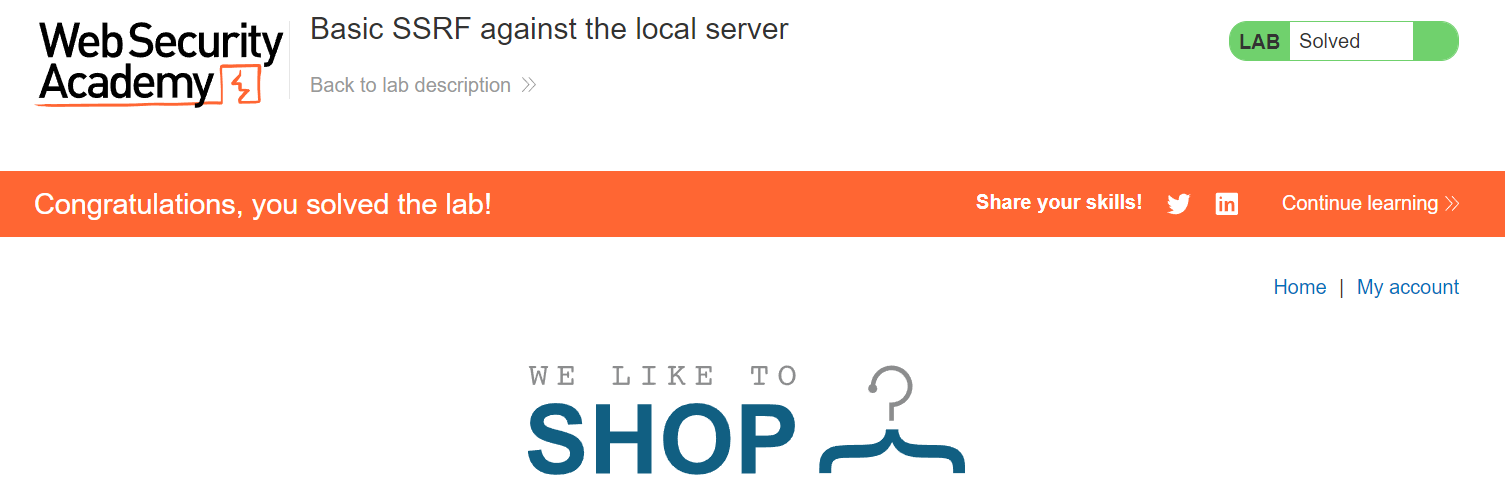 Web Security
Academy
Basic SSRF against the local server
Back to lab description
LAB Solved
Congratulations, you solved the lab!
Share your skills!
Continue learning
Home | My account
WE LIKE TO
SHOP